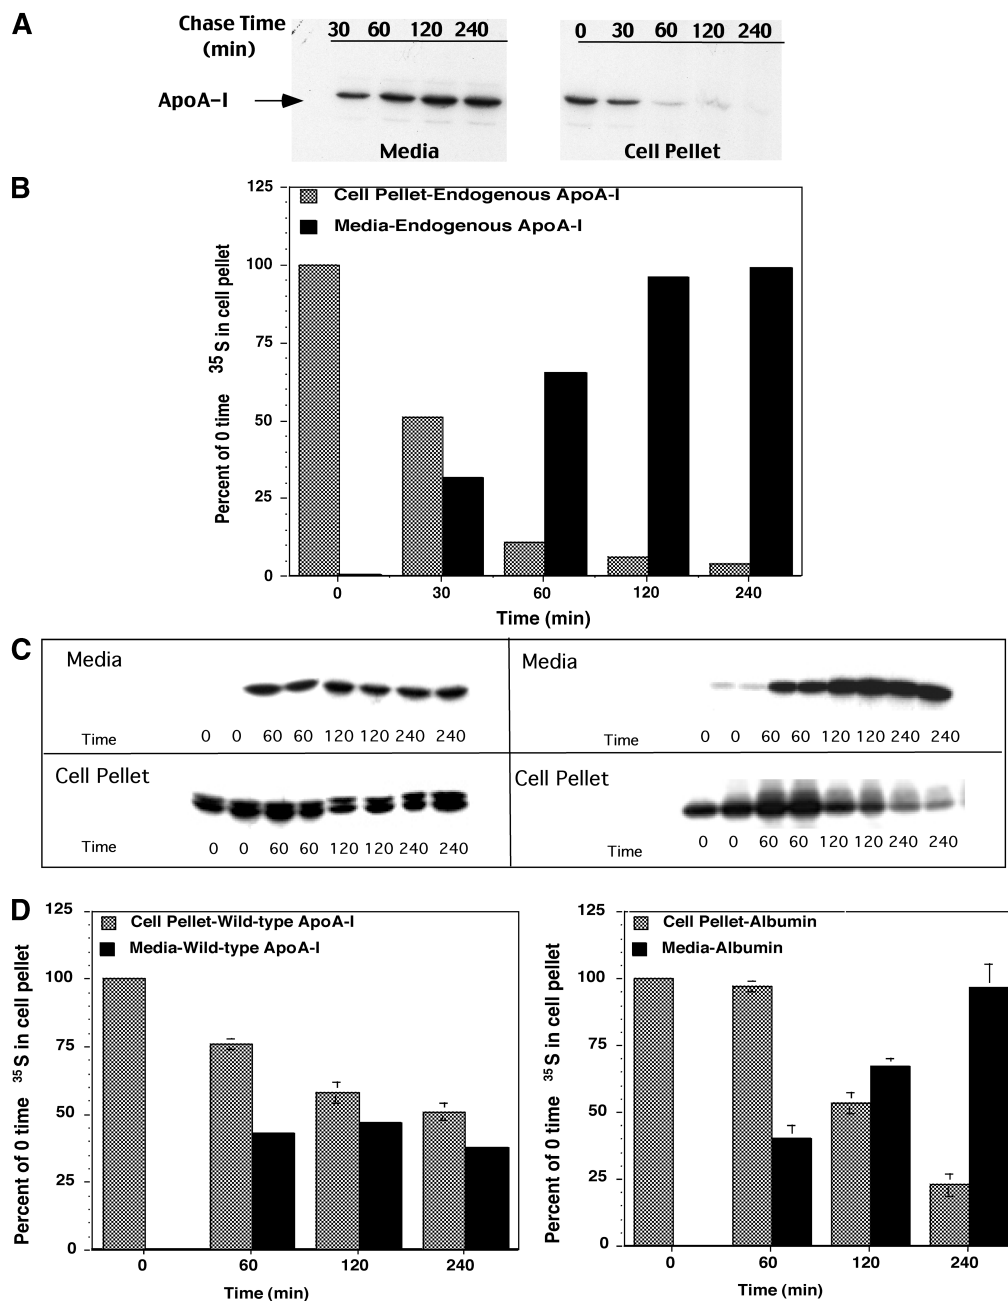 A
Chase Time
(min)
30 60 120 240
0 30 60 120 240
ApoA-I
Media
Cell Pellet
B
Cell Pellet-Endogenous ApoA-I
Media-Endogenous ApoA-I
125
100
75
50
25
0
Percent of 0 time 35 S in cell pellet
0 30 60 120 240
Time (min)
C
Media
Time 0 0 60 60 120 120 240 240
Media
Time 0 0 60 60 120 120 240 240
Cell Pellet
Time 0 0 60 60 120 120 240 240
Cell Pellet
Time 0 0 60 60 120 120 240 240
D
Cell Pellet-Wild-type ApoA-I
Media-Wild-type ApoA-I
125
100
75
50
25
0
Percent of 0 time 35 S in cell pellet
0 60 120 240
Time (min)
Cell Pellet-Albumin
Media-Albumin
125
100
75
50
25
0
Percent of 0 time 35 S in cell pellet
0 60 120 240
Time (min)